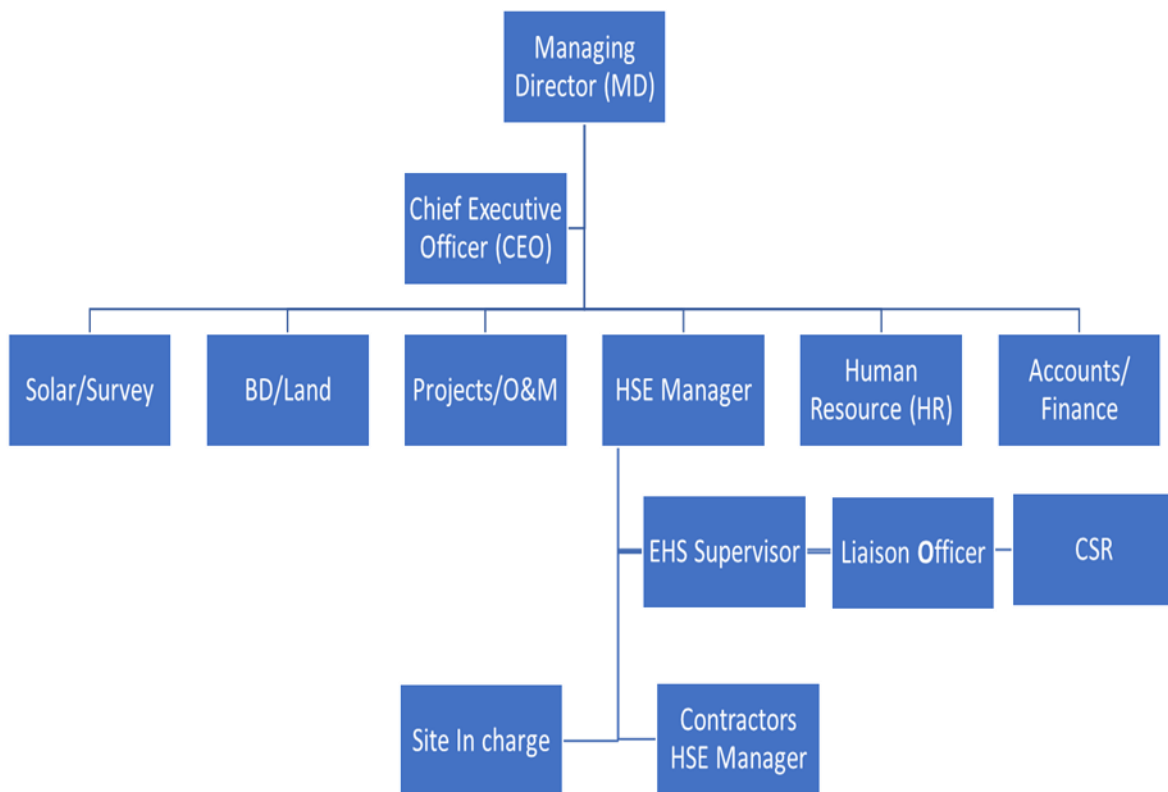 Managing
Director (MD)
Chief Executive
Officer (CEO)
Solar/Survey
BD/Land
Projects/O&M
HSE Manager
Human
Resource (HR)
Accounts/
Finance
EHS Supervisor
Liaison Officer
CSR
Site In charge
Contractors
HSE Manager